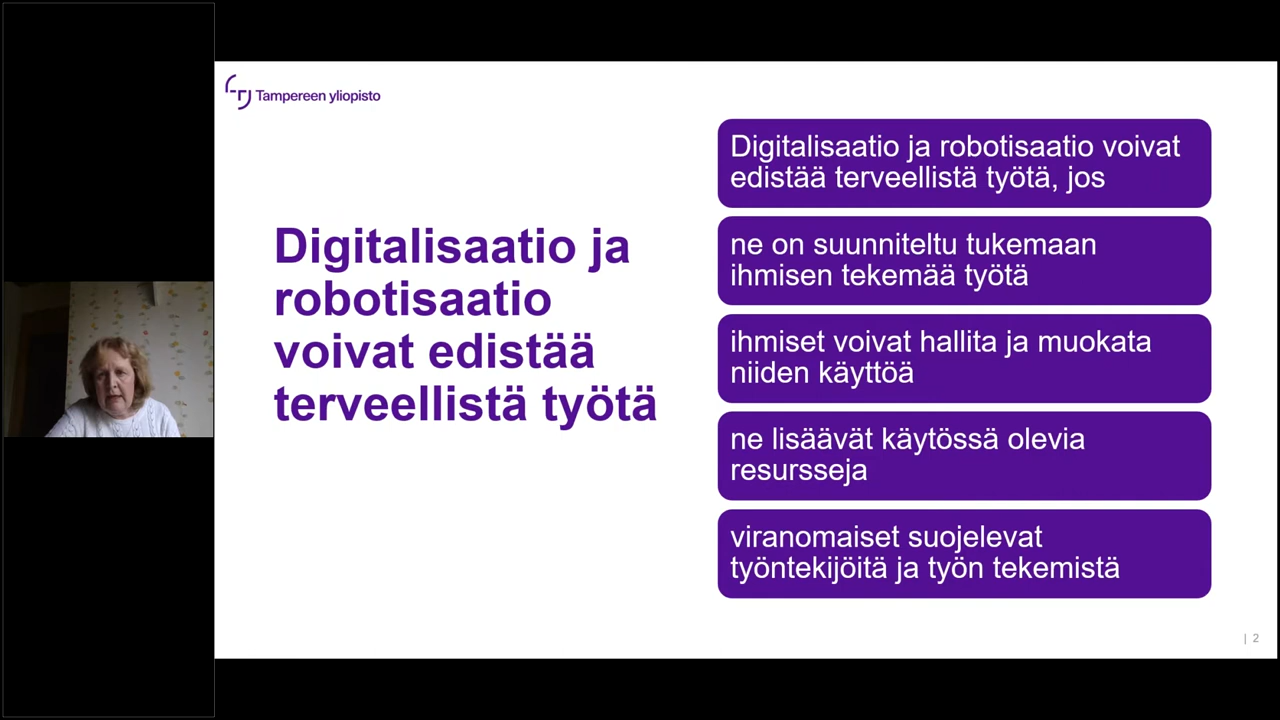 Tampereen yliopisto
Digitalisaatio ja
robotisaatio
voivat edistää
terveellistä työtä
Digitalisaatio ja robotisaatio voivat
edistää terveellistä työtä, jos
ne on suunniteltu tukemaan
ihmisen tekemää työtä
ihmiset voivat hallita ja muokata
niiden käyttöä
ne lisäävät käytössä olevia
resursseja
viranomaiset suojelevat
työntekijöitä ja työn tekemistä
| 2